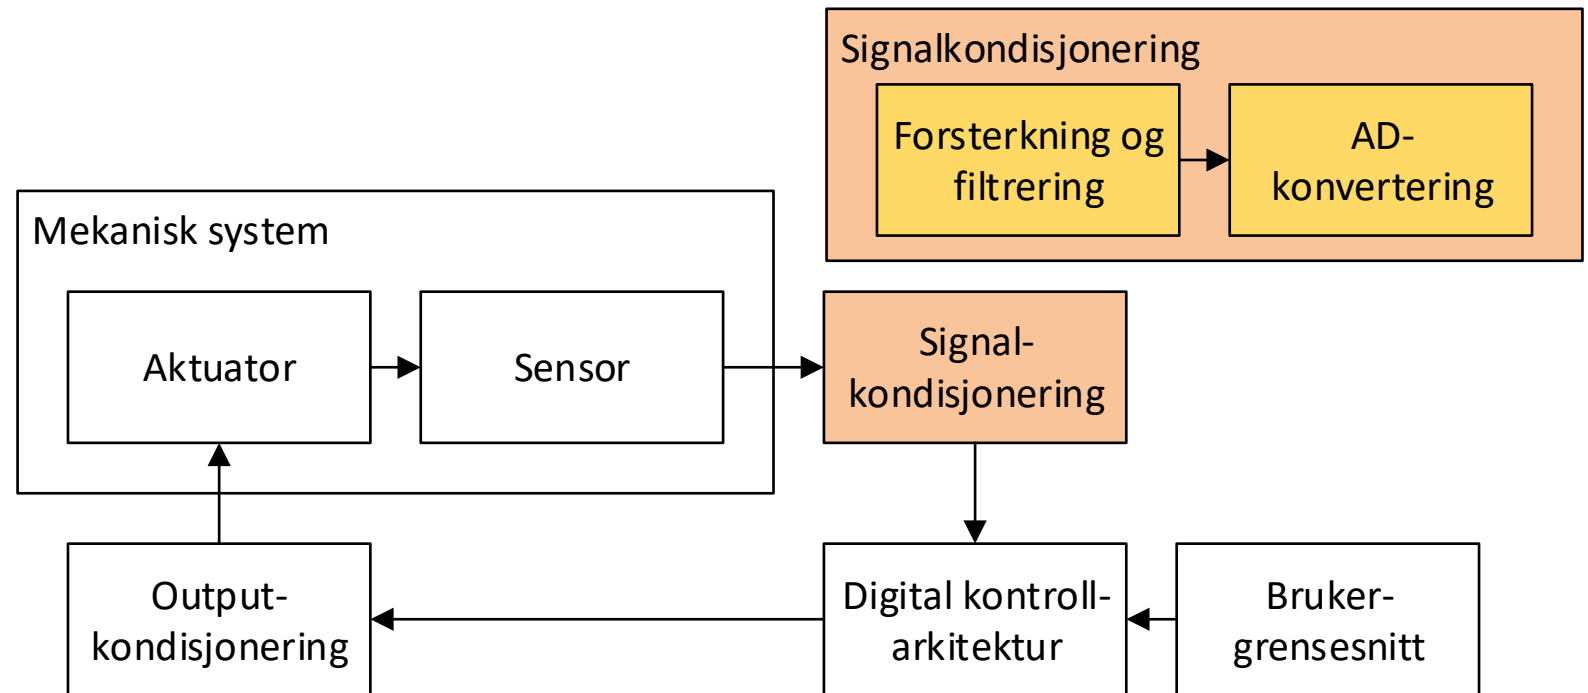 Signalkondisjonering
Forsterkning og
filtrering
AD-
konvertering
Mekanisk system
Aktuator
Sensor
Signal-
kondisjonering
Output-
kondisjonering
Digital kontroll-
arkitektur
Bruker-
grensesnitt